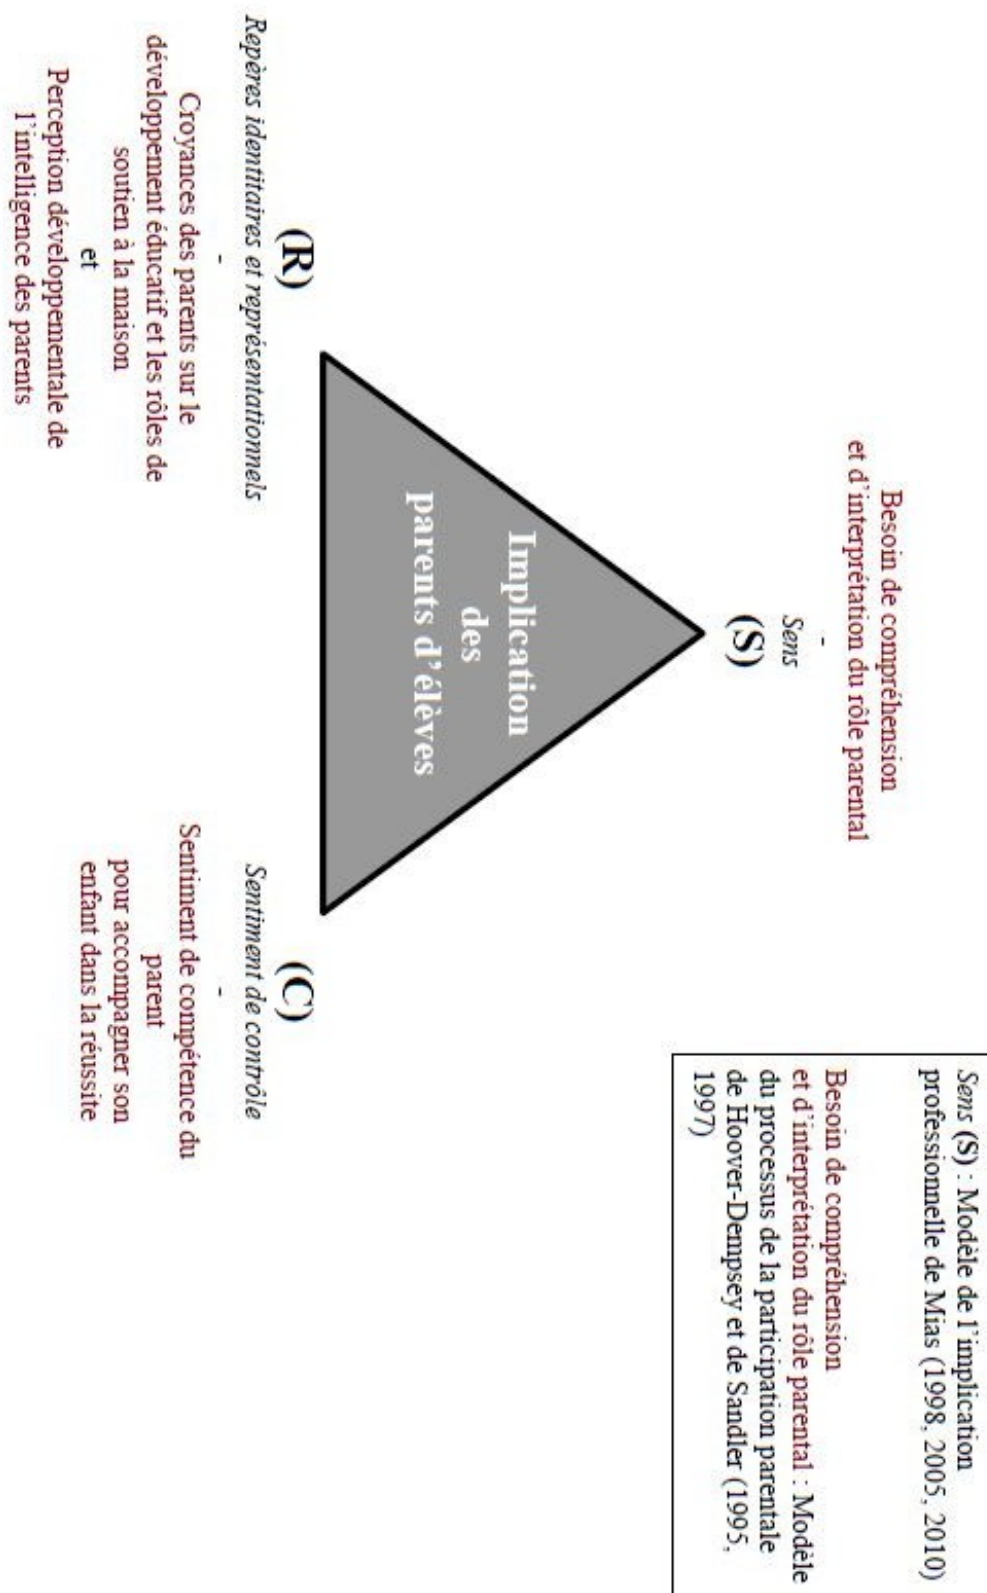 Besoin de compréhension
et d'interprétation du rôle parental
-
Sens
(S)
Implication
des
parents d'élèves
(R)
Repères identitaires et représentationnels
-
Croyances des parents sur le
développement éducatif et les rôles de
soutien à la maison
et
Perception développementale de
l'intelligence des parents
(C)
Sentiment de contrôle
-
Sentiment de compétence du
parent
pour accompagner son
enfant dans la réussite
Sens (S) : Modèle de l'implication
professionnelle de Mias (1998, 2005, 2010)
Besoin de compréhension
et d'interprétation du rôle parental : Modèle
du processus de la participation parentale
de Hoover-Dempsey et de Sandler (1995,
1997)